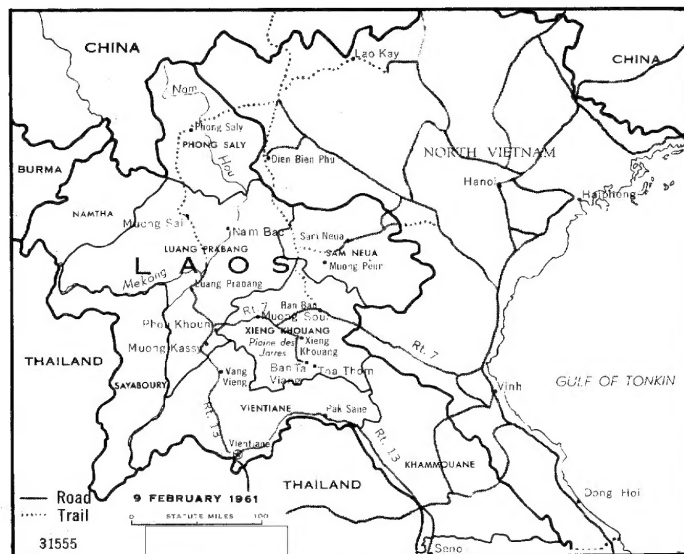 CHINA
Lao Kay
CHINA
Nam
Phong Saly
PHONG SALY
Hou
Dien Bien Phu
NORTH VIETNAM
BURMA
Hanoi
Haiphong
NAMTHA
Muong Sai
Nam Bac
Sam Neua
SAM NEUA
LUANG PRABANG
Muong Peun
LAOS
Mekong
Luang Prabang
Ban Ban
Rt. 7
Muong Soui
Phou Khoun
XIENG KHOUANG
Plaine des
Jarres
Xieng
Khouang
Rt. 7
THAILAND
Muong Kassy
Ban Ta
Viang
Tha Thom
SAYABOURY
Vang
Vieng
GULF OF TONKIN
Vinh
VIENTIANE
Pak Sane
Rt. 13
Vientiane
Rt. 13
KHAMMOUANE
THAILAND
Dong Hoi
Road
Trail
9 FEBRUARY 1961
0 STATUTE MILES 100
31555
Seno